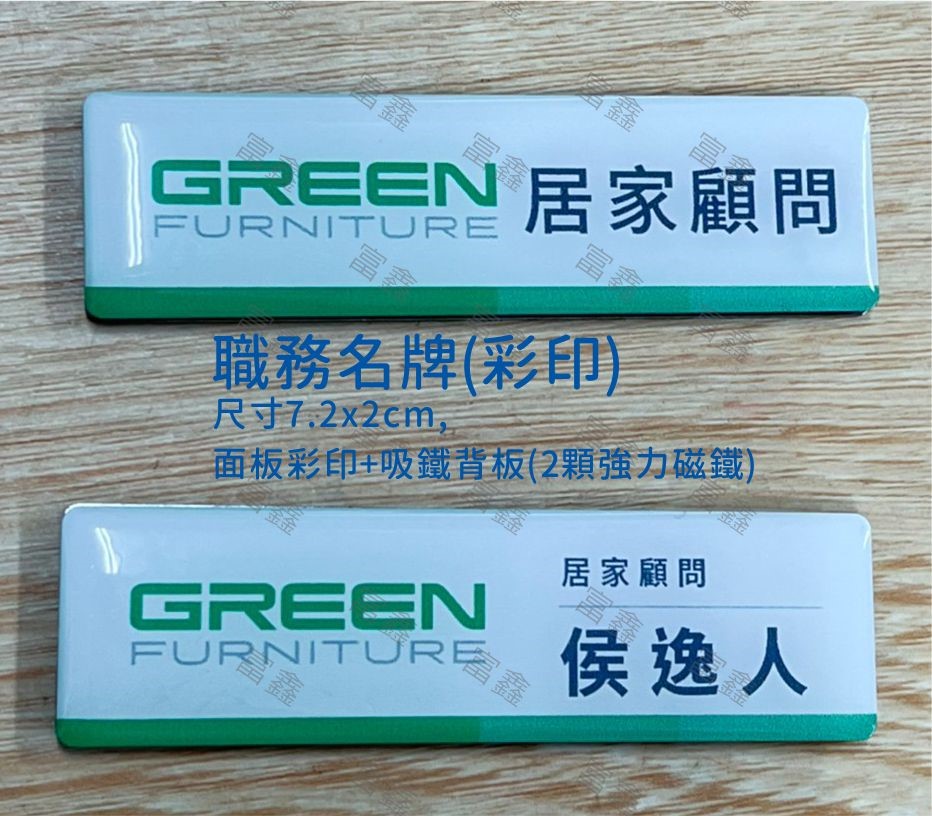 GREEN
FURNITURE
居家顧問
職務名牌(彩印)
尺寸7.2x2cm,
面板彩印+吸鐵背板(2顆強力磁鐵)
GREEN
FURNITURE
居家顧問
侯逸人
富鑫